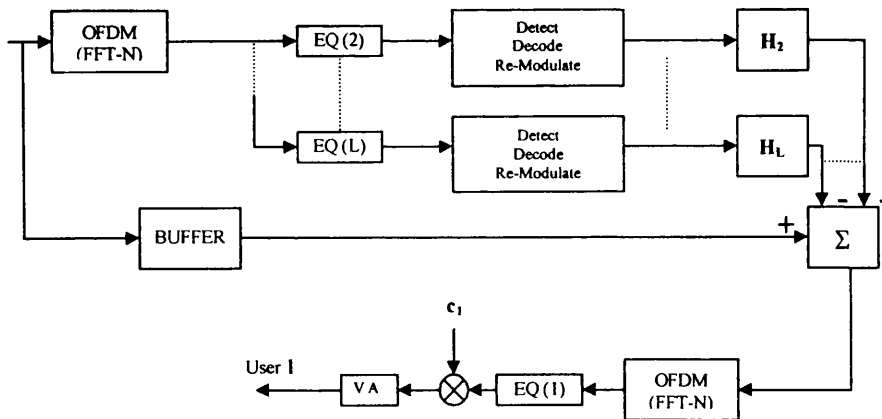 OFDM
(FFT-N)
EQ (2)
Detect
Decode
Re-Modulate
H₂
EQ (L)
Detect
Decode
Re-Modulate
H_L
BUFFER
+
-
-
Σ
c₁
User 1
VA
EQ (1)
OFDM
(FFT-N)